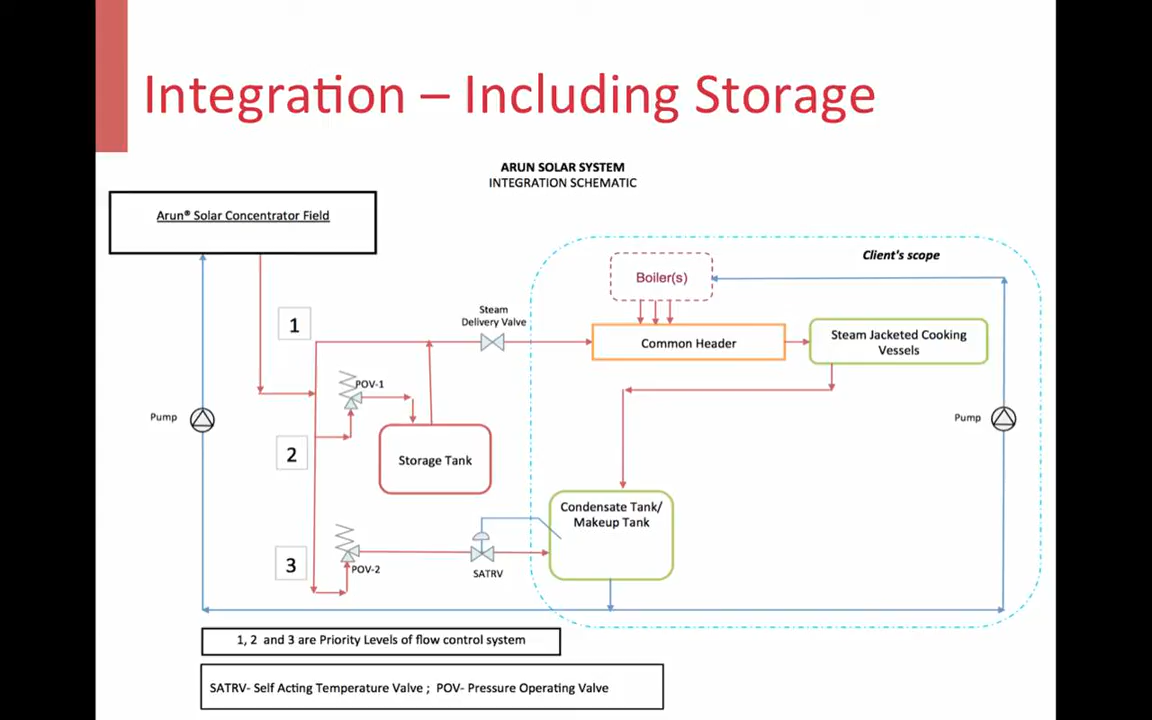 Integration – Including Storage
ARUN SOLAR SYSTEM
INTEGRATION SCHEMATIC
Arun® Solar Concentrator Field
Client's scope
Boiler(s)
1
Steam
Delivery Valve
Common Header
Steam Jacketed Cooking
Vessels
POV-1
Pump
Pump
2
Storage Tank
Condensate Tank/
Makeup Tank
3
POV-2
SATRV
1, 2 and 3 are Priority Levels of flow control system
SATRV- Self Acting Temperature Valve ; POV- Pressure Operating Valve